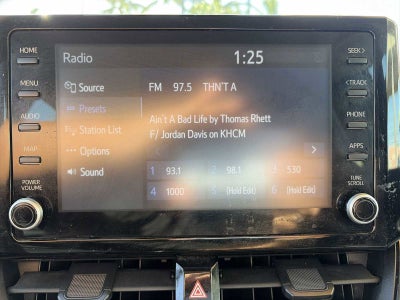 Radio 1:25
HOME
MENU
AUDIO
MAP
POWER
VOLUME
Source
Presets
Station List
Options
Sound
FM 97.5 THN'T A
Ain't A Bad Life by Thomas Rhett
F/ Jordan Davis on KHCM
1 93.1 2 98.1 3 530
4 1000 5 (Hold Edit) 6 (Hold Edit)
SEEK>
<TRACK
PHONE
APPS
TUNE
SCROLL